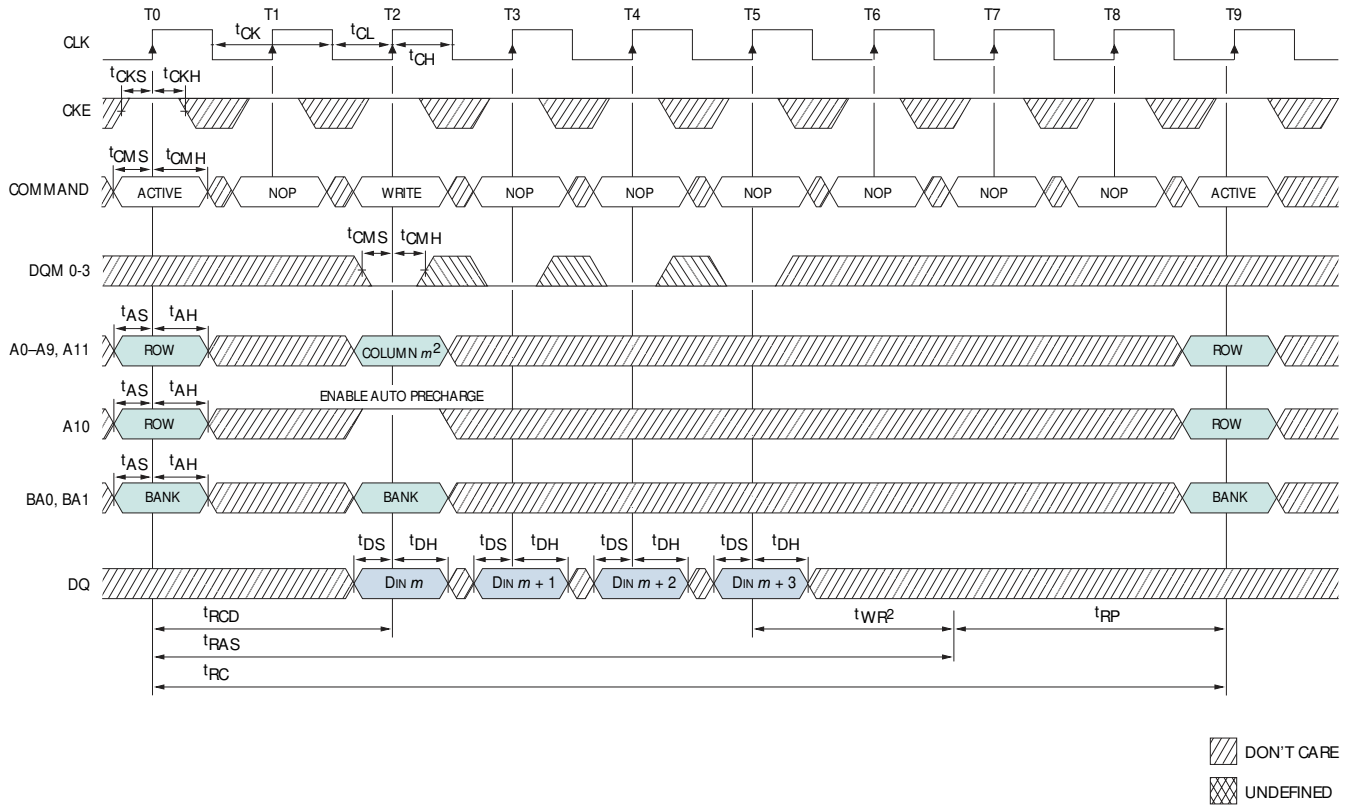 T0 T1 T2 T3 T4 T5 T6 T7 T8 T9
CLK
tCK tCL
tCH
tCKS tCKH
CKE
tCMS tCMH
COMMAND ACTIVE NOP WRITE NOP NOP NOP NOP NOP NOP ACTIVE
tCMS tCMH
DQM 0-3
tAS tAH
A0–A9, A11 ROW COLUMN m2 ROW
tAS tAH ENABLE AUTO PRECHARGE
A10 ROW ROW
tAS tAH
BA0, BA1 BANK BANK BANK
tDS tDH tDS tDH tDS tDH tDS tDH
DQ DIN m DIN m + 1 DIN m + 2 DIN m + 3
tRCD tWR2 tRP
tRAS
tRC
DON'T CARE
UNDEFINED